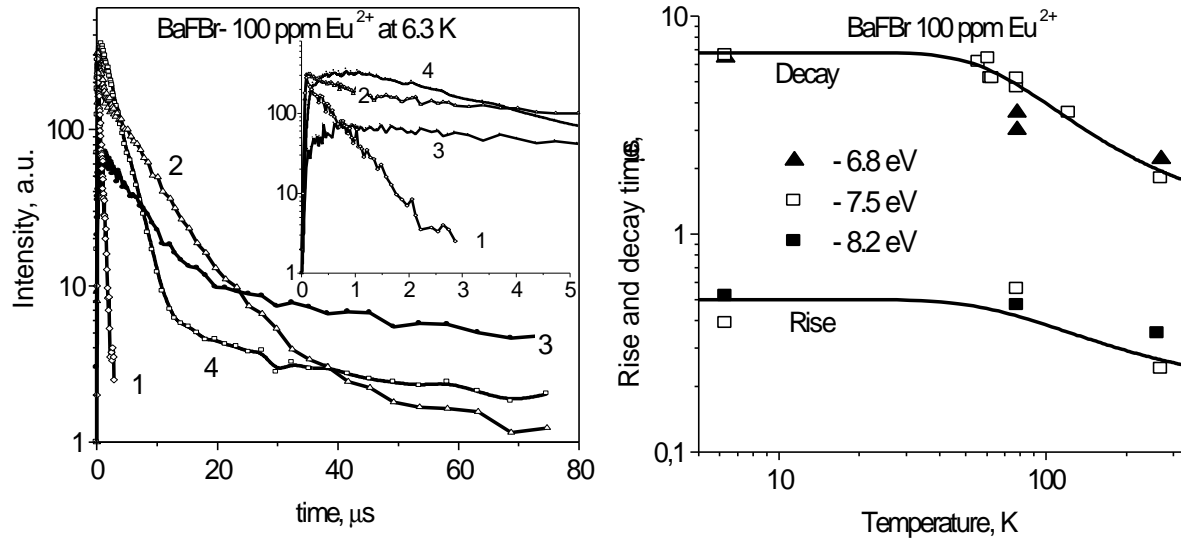 BaFBr- 100 ppm Eu²⁺ at 6.3 K
Intensity, a.u.
100
10
1
0
20
40
60
80
time, μs
1
2
3
4
100
10
1
0
1
2
3
4
5
4
2
3
1
BaFBr 100 ppm Eu²⁺
Rise and decay times,
10
1
0,1
Decay
▲ - 6.8 eV
□ - 7.5 eV
■ - 8.2 eV
Rise
10
100
Temperature, K